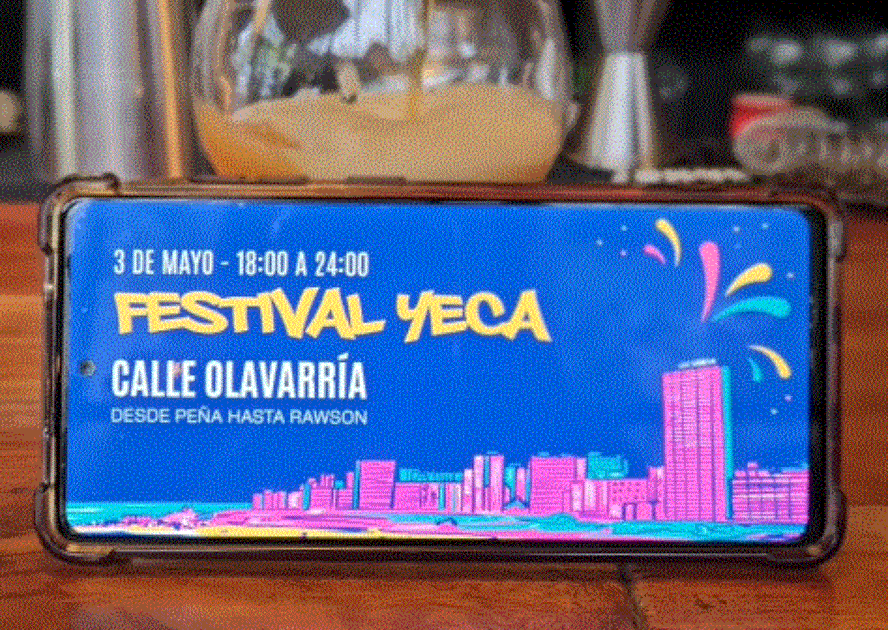 3 DE MAYO - 18:00 A 24:00
FESTIVAL YECA
CALLE OLAVARRÍA
DESDE PEÑA HASTA RAWSON